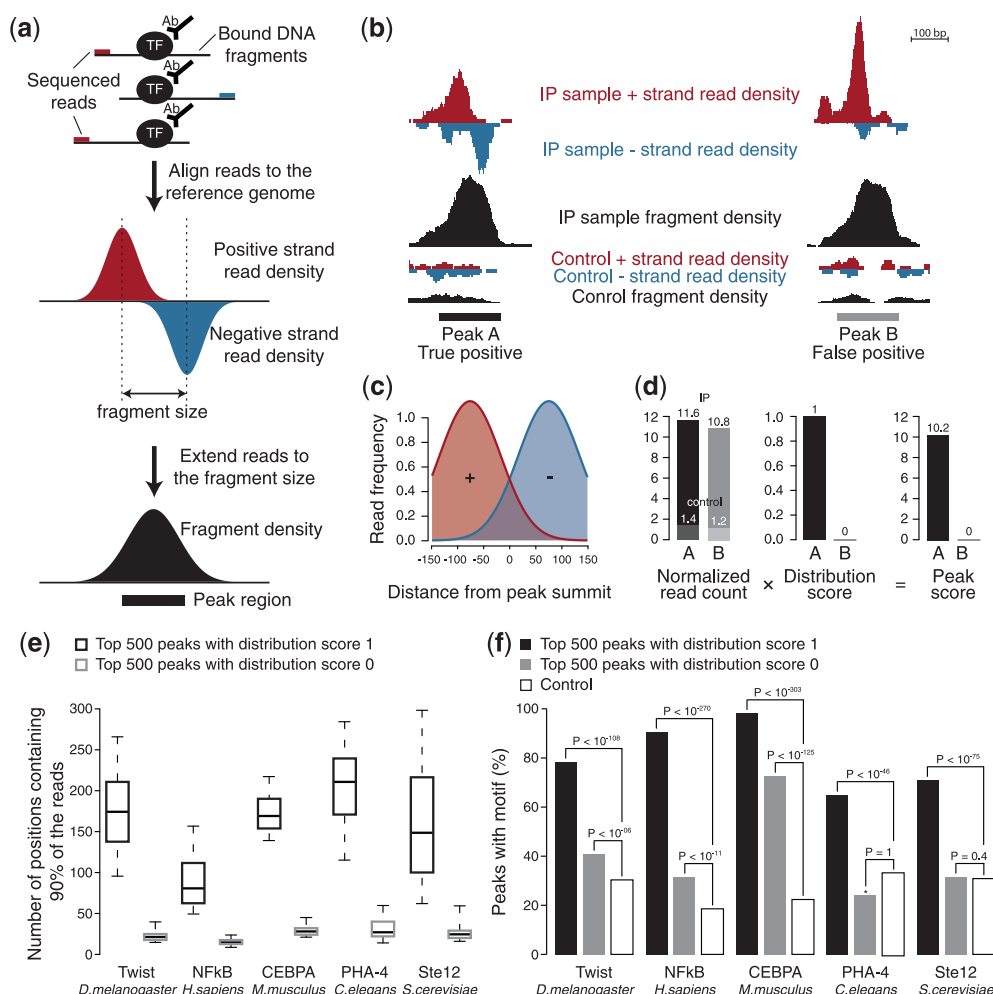 (a)
Ab
TF
Bound DNA
fragments
Ab
TF
Sequenced
reads
Ab
TF
Align reads to the
reference genome
Positive strand
read density
Negative strand
read density
fragment size
Extend reads to
the fragment size
Fragment density
Peak region
(b)
100 bp
IP sample + strand read density
IP sample - strand read density
IP sample fragment density
Control + strand read density
Control - strand read density
Conrol fragment density
Peak A
True positive
Peak B
False positive
(c)
Read frequency
1.0
0.8
0.6
0.4
0.2
0.0
+
-
-150 -100 -50 0 50 100 150
Distance from peak summit
(d)
IP
12
10
8
6
4
2
0
11.6
10.8
control
1.4
1.2
A B
Normalized
read count
×
1.0
0.8
0.6
0.4
0.2
0.0
1
0
A B
Distribution
score
=
12
10
8
6
4
2
0
10.2
0
A B
Peak
score
(e)
Top 500 peaks with distribution score 1
Top 500 peaks with distribution score 0
Number of positions containing
90% of the reads
300
250
200
150
100
50
0
Twist NFkB CEBPA PHA-4 Ste12
D.melanogaster H.sapiens M.musculus C.elegans S.cerevisiae
(f)
Top 500 peaks with distribution score 1
Top 500 peaks with distribution score 0
Control
Peaks with motif (%)
100
80
60
40
20
0
P < 10-108
P < 10-06
P < 10-270
P < 10-11
P < 10-303
P < 10-125
P < 10-46
P = 1
*
P < 10-75
P = 0.4
Twist NFkB CEBPA PHA-4 Ste12
D.melanogaster H.sapiens M.musculus C.elegans S.cerevisiae